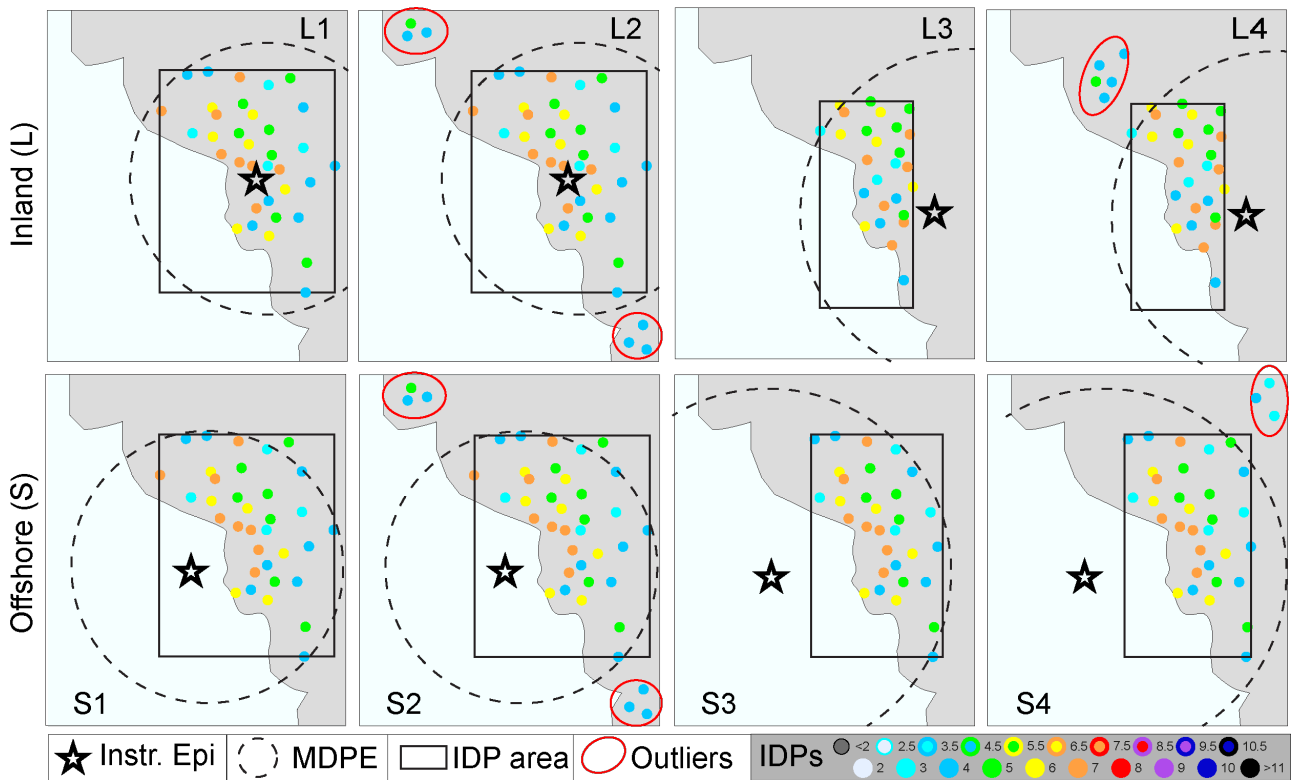 L1 L2 L3 L4
Inland (L)
Offshore (S)
S1 S2 S3 S4
Instr. Epi MDPE IDP area Outliers IDPs
<2 2.5 3.5 4.5 5.5 6.5 7.5 8.5 9.5 10.5
2 3 4 5 6 7 8 9 10 >11